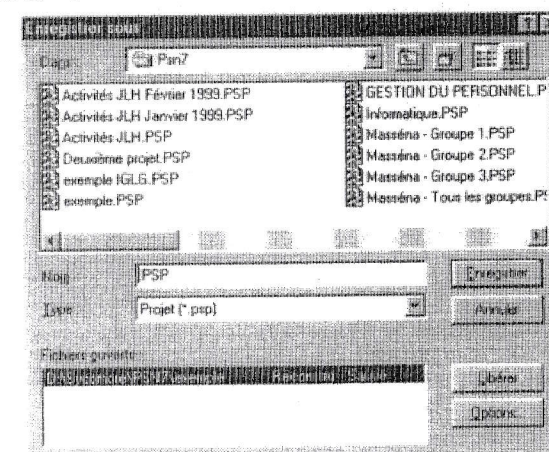 Enregistrer sous
Dans : Psn7
Activités JLH Février 1999.PSP
Activités JLH Janvier 1999.PSP
Activités JLH.PSP
Deuxième projet.PSP
exemple IGLG.PSP
exemple.PSP
GESTION DU PERSONNEL.P
Informatique.PSP
Masséna - Groupe 1.PSP
Masséna - Groupe 2.PSP
Masséna - Groupe 3.PSP
Masséna - Tous les groupes.PS
Nom .PSP
Enregistrer
Type Projet (*.psp)
Annuler
Fichiers ouverts
Libérer
Options